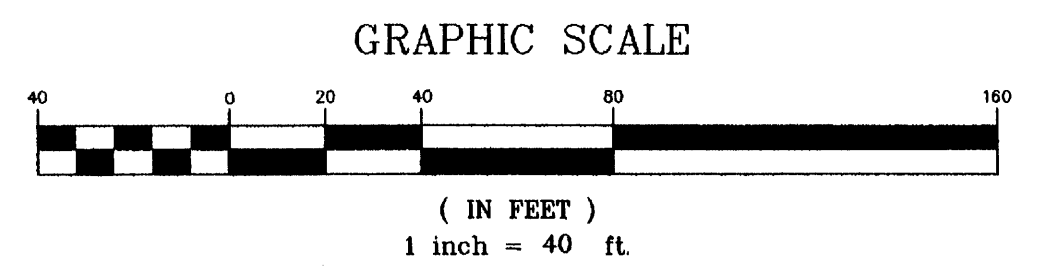 GRAPHIC SCALE
40 0 20 40 80 160
( IN FEET )
1 inch = 40 ft.